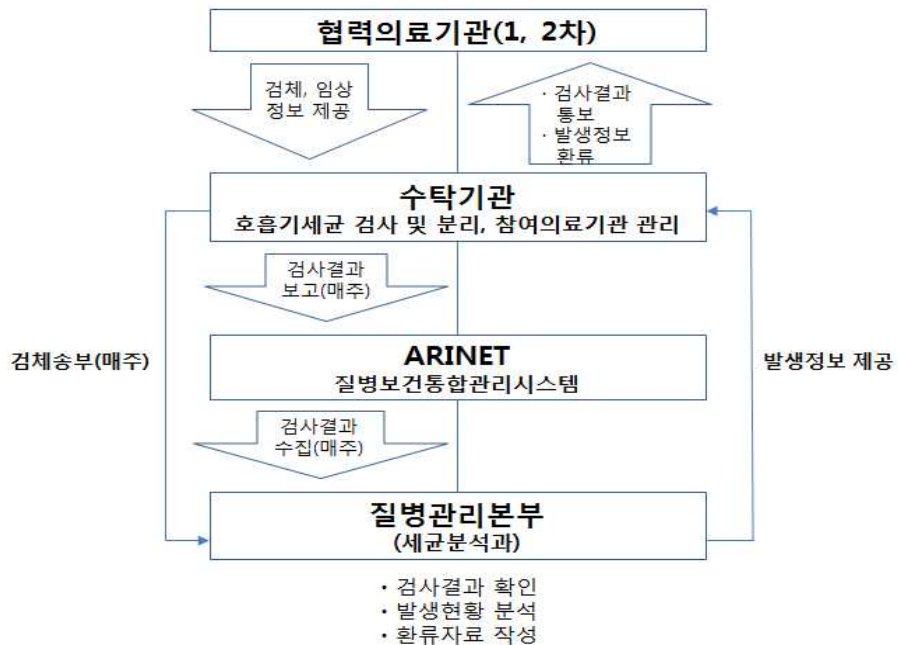 협력의료기관(1, 2차)
검체, 임상
정보 제공
· 검사결과
통보
· 발생정보
환류
수탁기관
호흡기세균 검사 및 분리, 참여의료기관 관리
검사결과
보고(매주)
검체송부(매주)
ARINET
질병보건통합관리시스템
발생정보 제공
검사결과
수집(매주)
질병관리본부
(세균분석과)
· 검사결과 확인
· 발생현황 분석
· 환류자료 작성